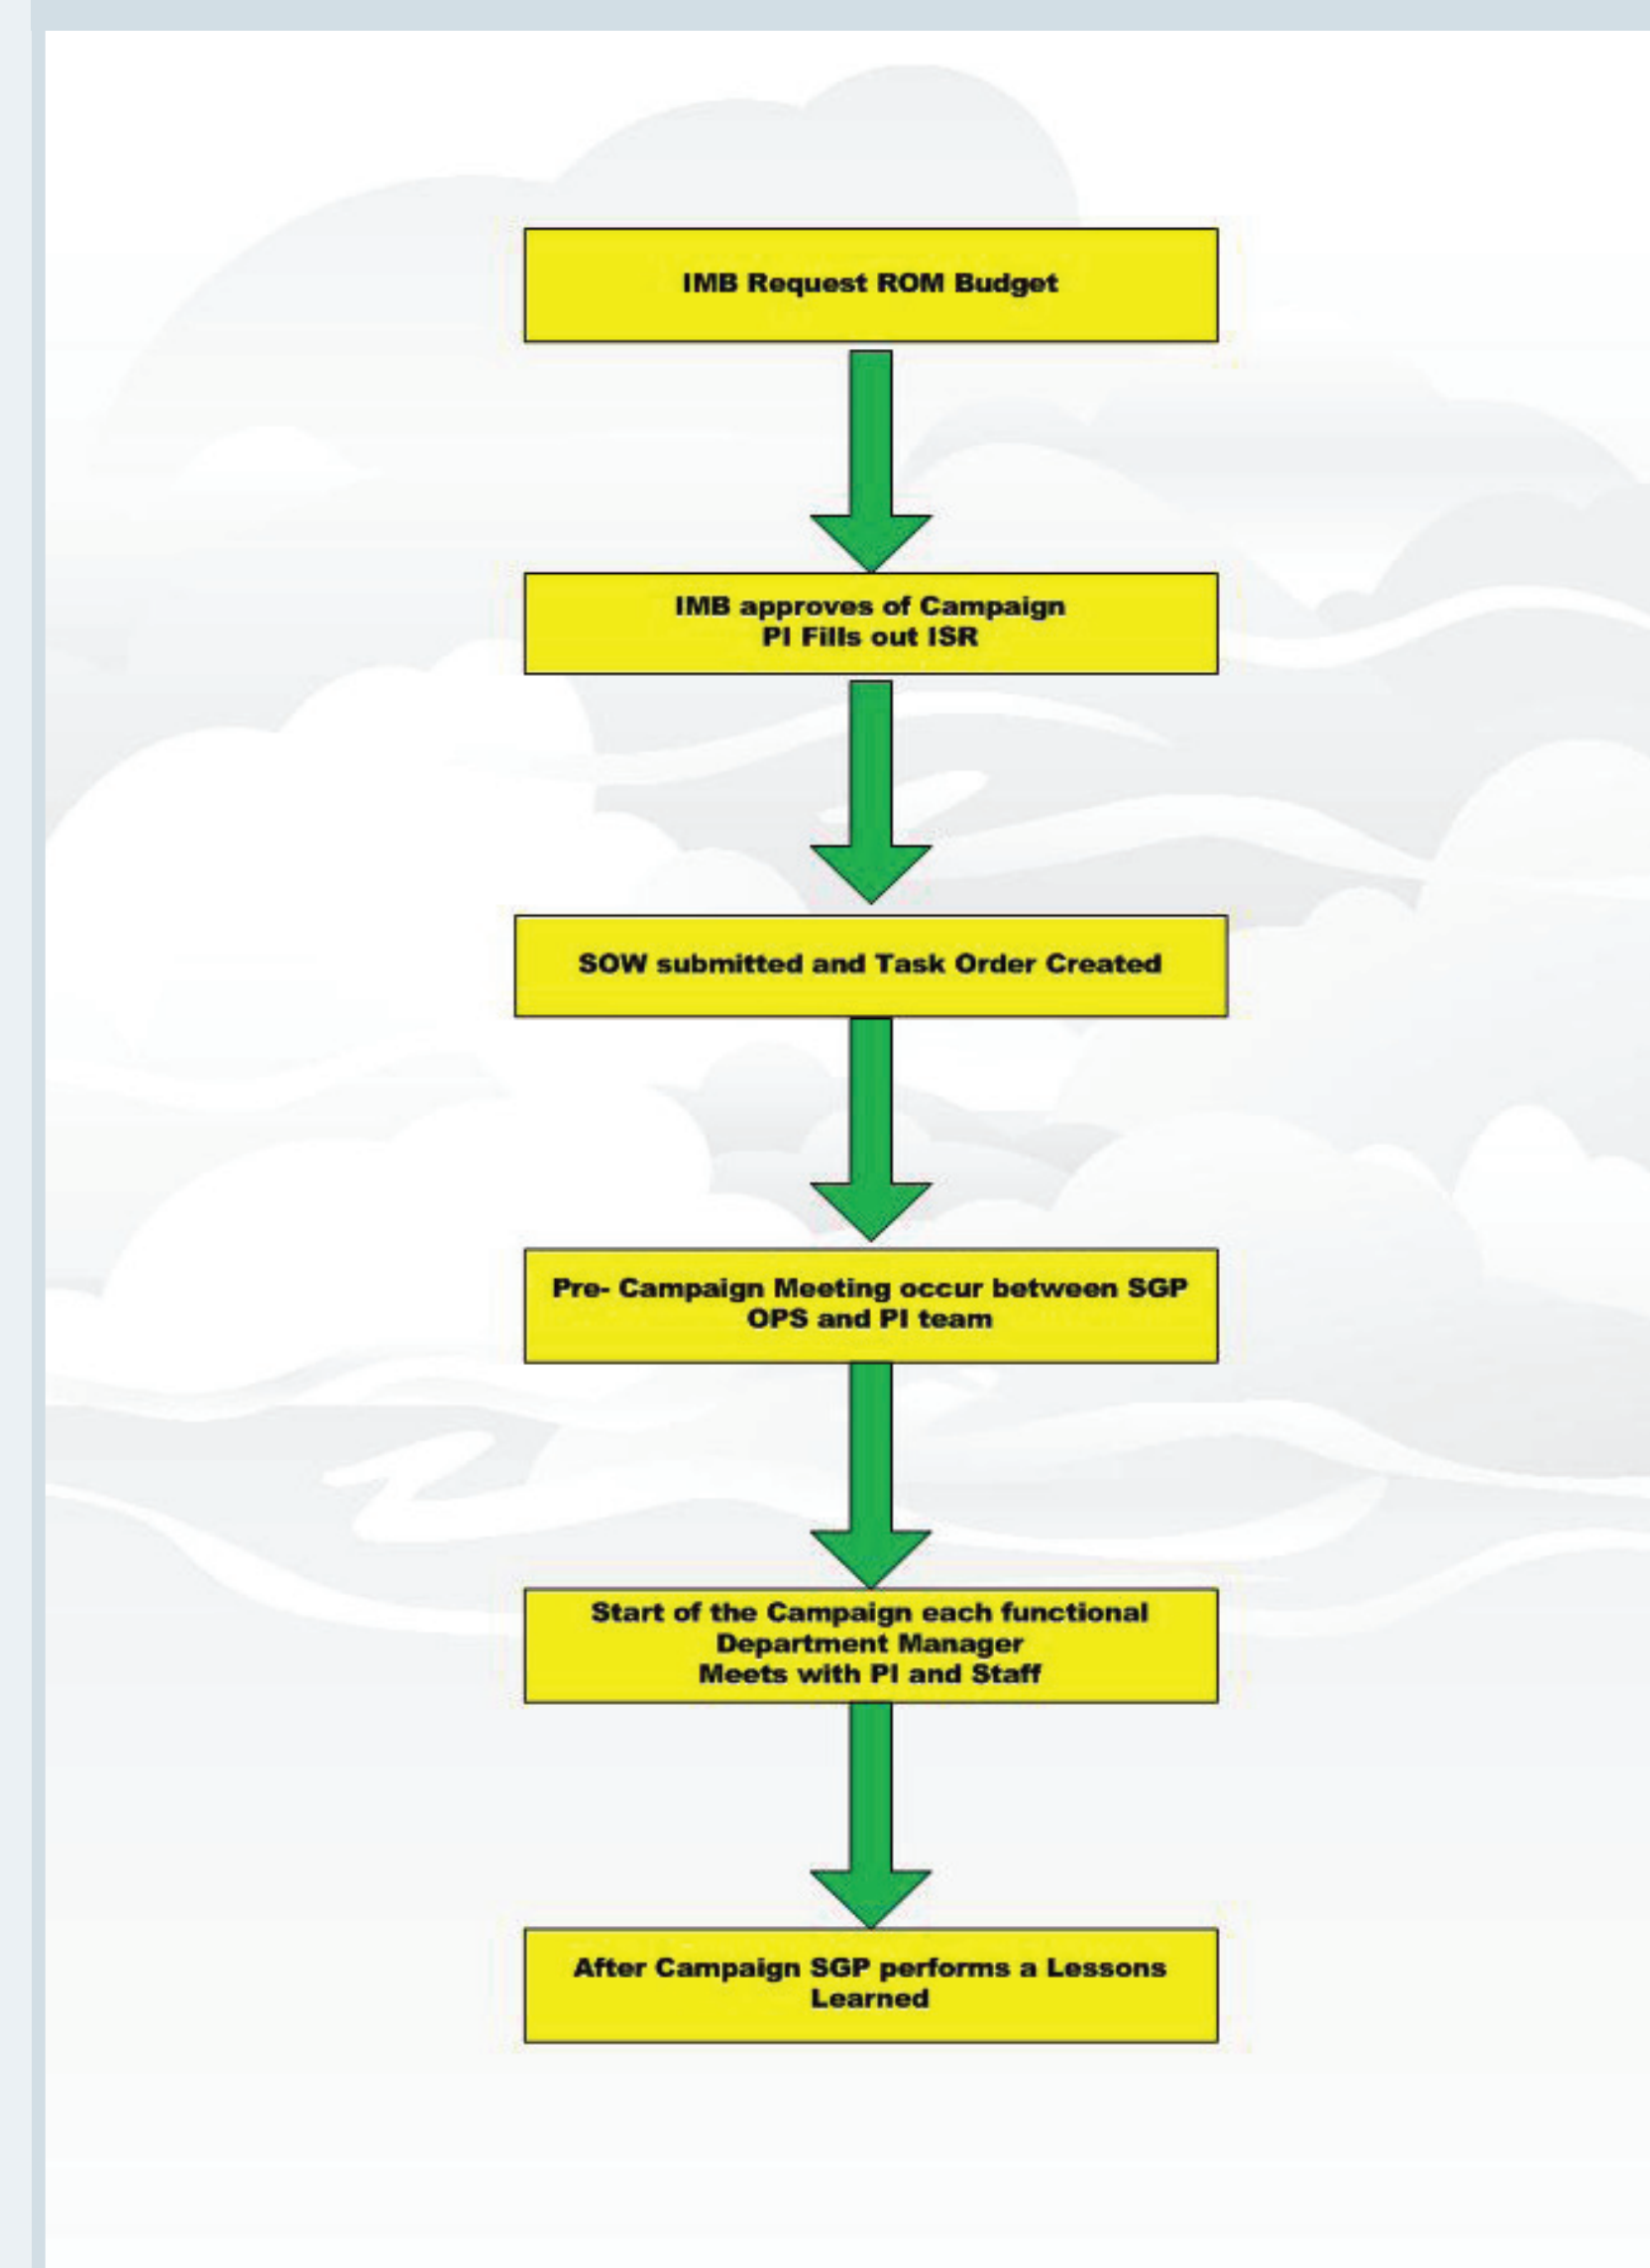 IMB Request ROM Budget
IMB approves of Campaign
PI Fills out ISR
SOW submitted and Task Order Created
Pre- Campaign Meeting occur between SGP
OPS and PI team
Start of the Campaign each functional
Department Manager
Meets with PI and Staff
After Campaign SGP performs a Lessons
Learned